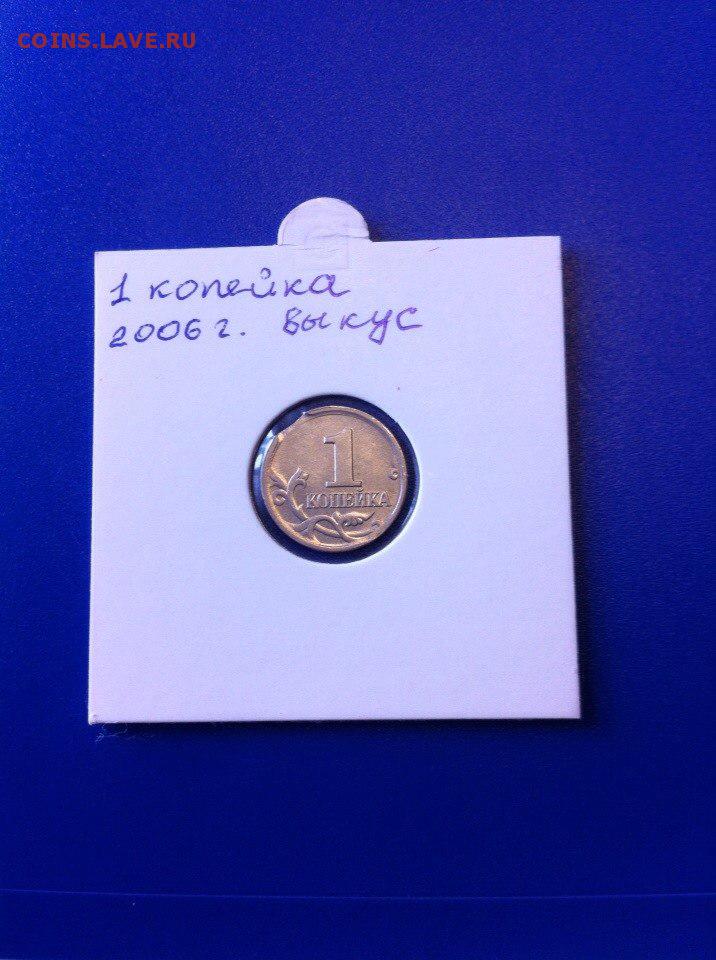 COINS.LAVE.RU
1 копейка
2006 г. выкус
1
КОПЕЙКА